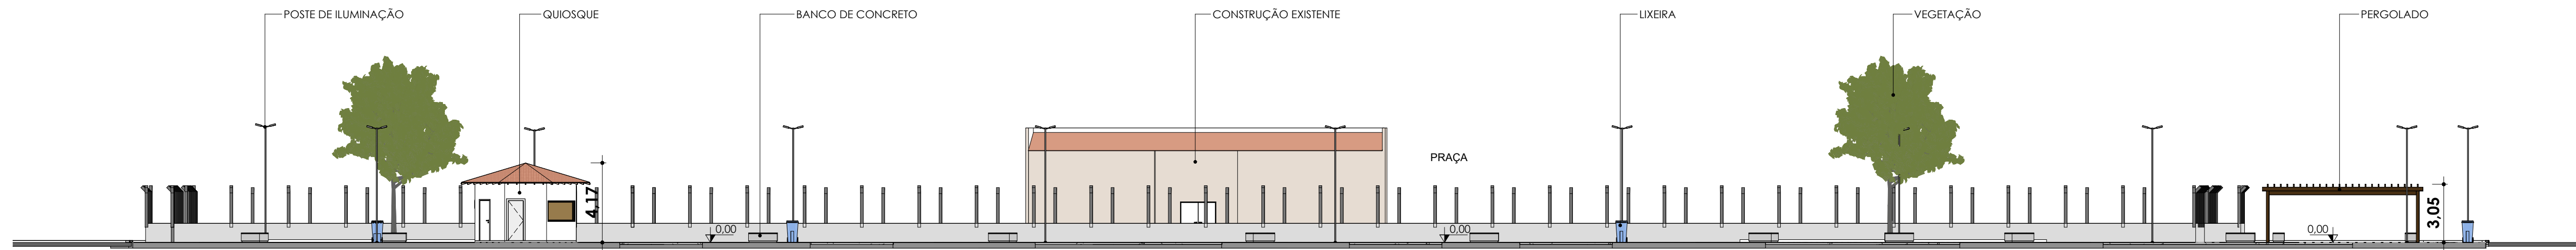 POSTE DE ILUMINAÇÃO
QUIOSQUE
BANCO DE CONCRETO
CONSTRUÇÃO EXISTENTE
LIXEIRA
VEGETAÇÃO
PERGOLADO
PRAÇA
4,17
3,05
0,00
0,00
0,00